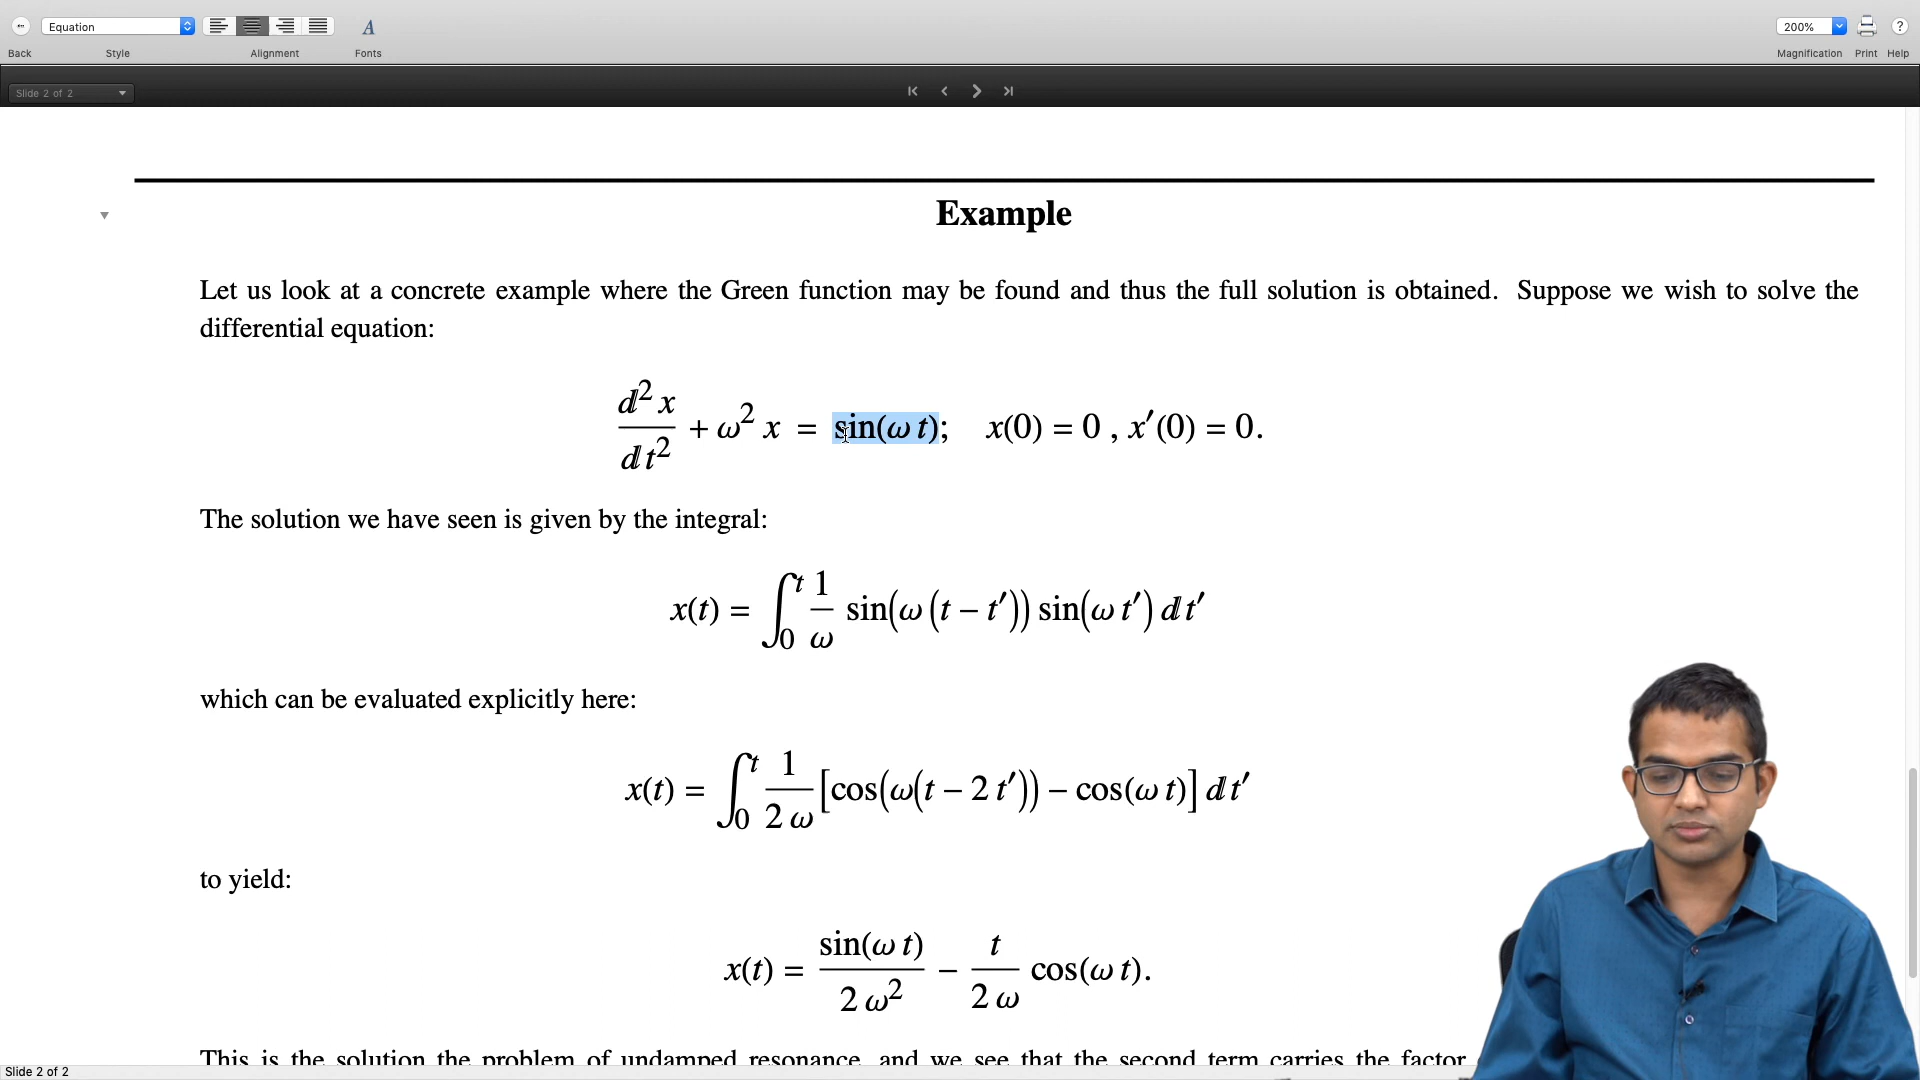 Equation
200%
Back Style Alignment Fonts Magnification Print Help
Slide 2 of 2
Example
Let us look at a concrete example where the Green function may be found and thus the full solution is obtained. Suppose we wish to solve the
differential equation:
d² x / d t² + ω² x = sin(ω t); x(0) = 0 , x′(0) = 0.
The solution we have seen is given by the integral:
x(t) = ∫₀ᵗ 1/ω sin(ω (t − t′)) sin(ω t′) d t′
which can be evaluated explicitly here:
x(t) = ∫₀ᵗ 1/(2 ω) [cos(ω(t − 2 t′)) − cos(ω t)] d t′
to yield:
x(t) = sin(ω t)/(2 ω²) − t/(2 ω) cos(ω t).
This is the solution the problem of undamped resonance, and we see that the second term carries the factor
Slide 2 of 2